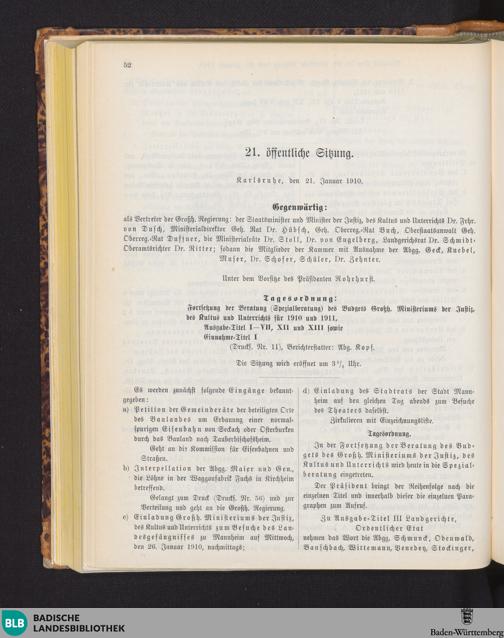 52
21. öffentliche Sitzung.
Karlsruhe, den 21. Januar 1910.
Gegenwärtig:
als Vertreter der Großh. Regierung: der Staatsminister und Minister der Justiz, des Kultus und Unterrichts Dr. Frhr.
von Dusch, Ministerialdirektor Geh. Rat Dr. Hübsch, Geh. Oberreg.-Rat Buch, Oberstaatsanwalt Geh.
Oberreg.-Rat Duffner, die Ministerialräte Dr. Stoll, Dr. von Engelberg, Landgerichtsrat Dr. Schmidt-
Oberamtsrichter Dr. Ritter; sodann die Mitglieder der Kammer mit Ausnahme der Abgg. Geck, Knebel,
Muser, Dr. Schofer, Schüler, Dr. Zehnter.
Unter dem Vorsitze des Präsidenten Rohrhurst.
Tagesordnung:
Fortsetzung der Beratung (Spezialberatung) des Budgets Großh. Ministeriums der Justiz,
des Kultus und Unterrichts für 1910 und 1911,
Ausgabe-Titel I—VII, XII und XIII sowie
Einnahme-Titel I
(Drucks. Nr. 11), Berichterstatter: Abg. Kopf.
Die Sitzung wird eröffnet um Uhr.
Es werden zunächst folgende Eingänge bekannt-
gegeben:
a) Petition der Gemeinderäte der beteiligten Orte
des Baulandes um Erbauung einer normal-
spurigen Eisenbahn von Seckach oder Osterburken
durch das Bauland nach Tauberbischofsheim.
Geht an die Kommission für Eisenbahnen und
Straßen.
b) Interpellation der Abgg. Maier und Gen.,
die Löhne in der Waggonfabrik Fuchs in Kirchheim
betreffend.
Gelangt zum Druck (Drucks. Nr. 56) und zur
Verteilung und geht an die Großh. Regierung.
c) Einladung Großh. Ministeriums der Justiz,
des Kultus und Unterrichts zum Besuche des Lan-
desgefängnisses zu Mannheim auf Mittwoch,
den 26. Januar 1910, nachmittags;
d) Einladung des Stadtrats der Stadt Mann-
heim auf den gleichen Tag abends zum Besuche
des Theaters daselbst.
Zirkulieren mit Einzeichnungsliste.
Tagesordnung.
In der Fortsetzung der Beratung des Bud-
gets des Großh. Ministeriums der Justiz, des
Kultus und Unterrichts wird heute in die Spezial-
beratung eingetreten.
Der Präsident bringt der Reihenfolge nach die
einzelnen Titel und innerhalb dieser die einzelnen Para-
graphen zum Aufruf.
Zu Ausgabe-Titel III Landgerichte,
Ordentlicher Etat
nehmen das Wort die Abgg. Schmunck, Odenwald,
Banschbach, Wittemann, Venedey, Stockinger,
BLB BADISCHE
LANDESBIBLIOTHEK
Baden-Württemberg